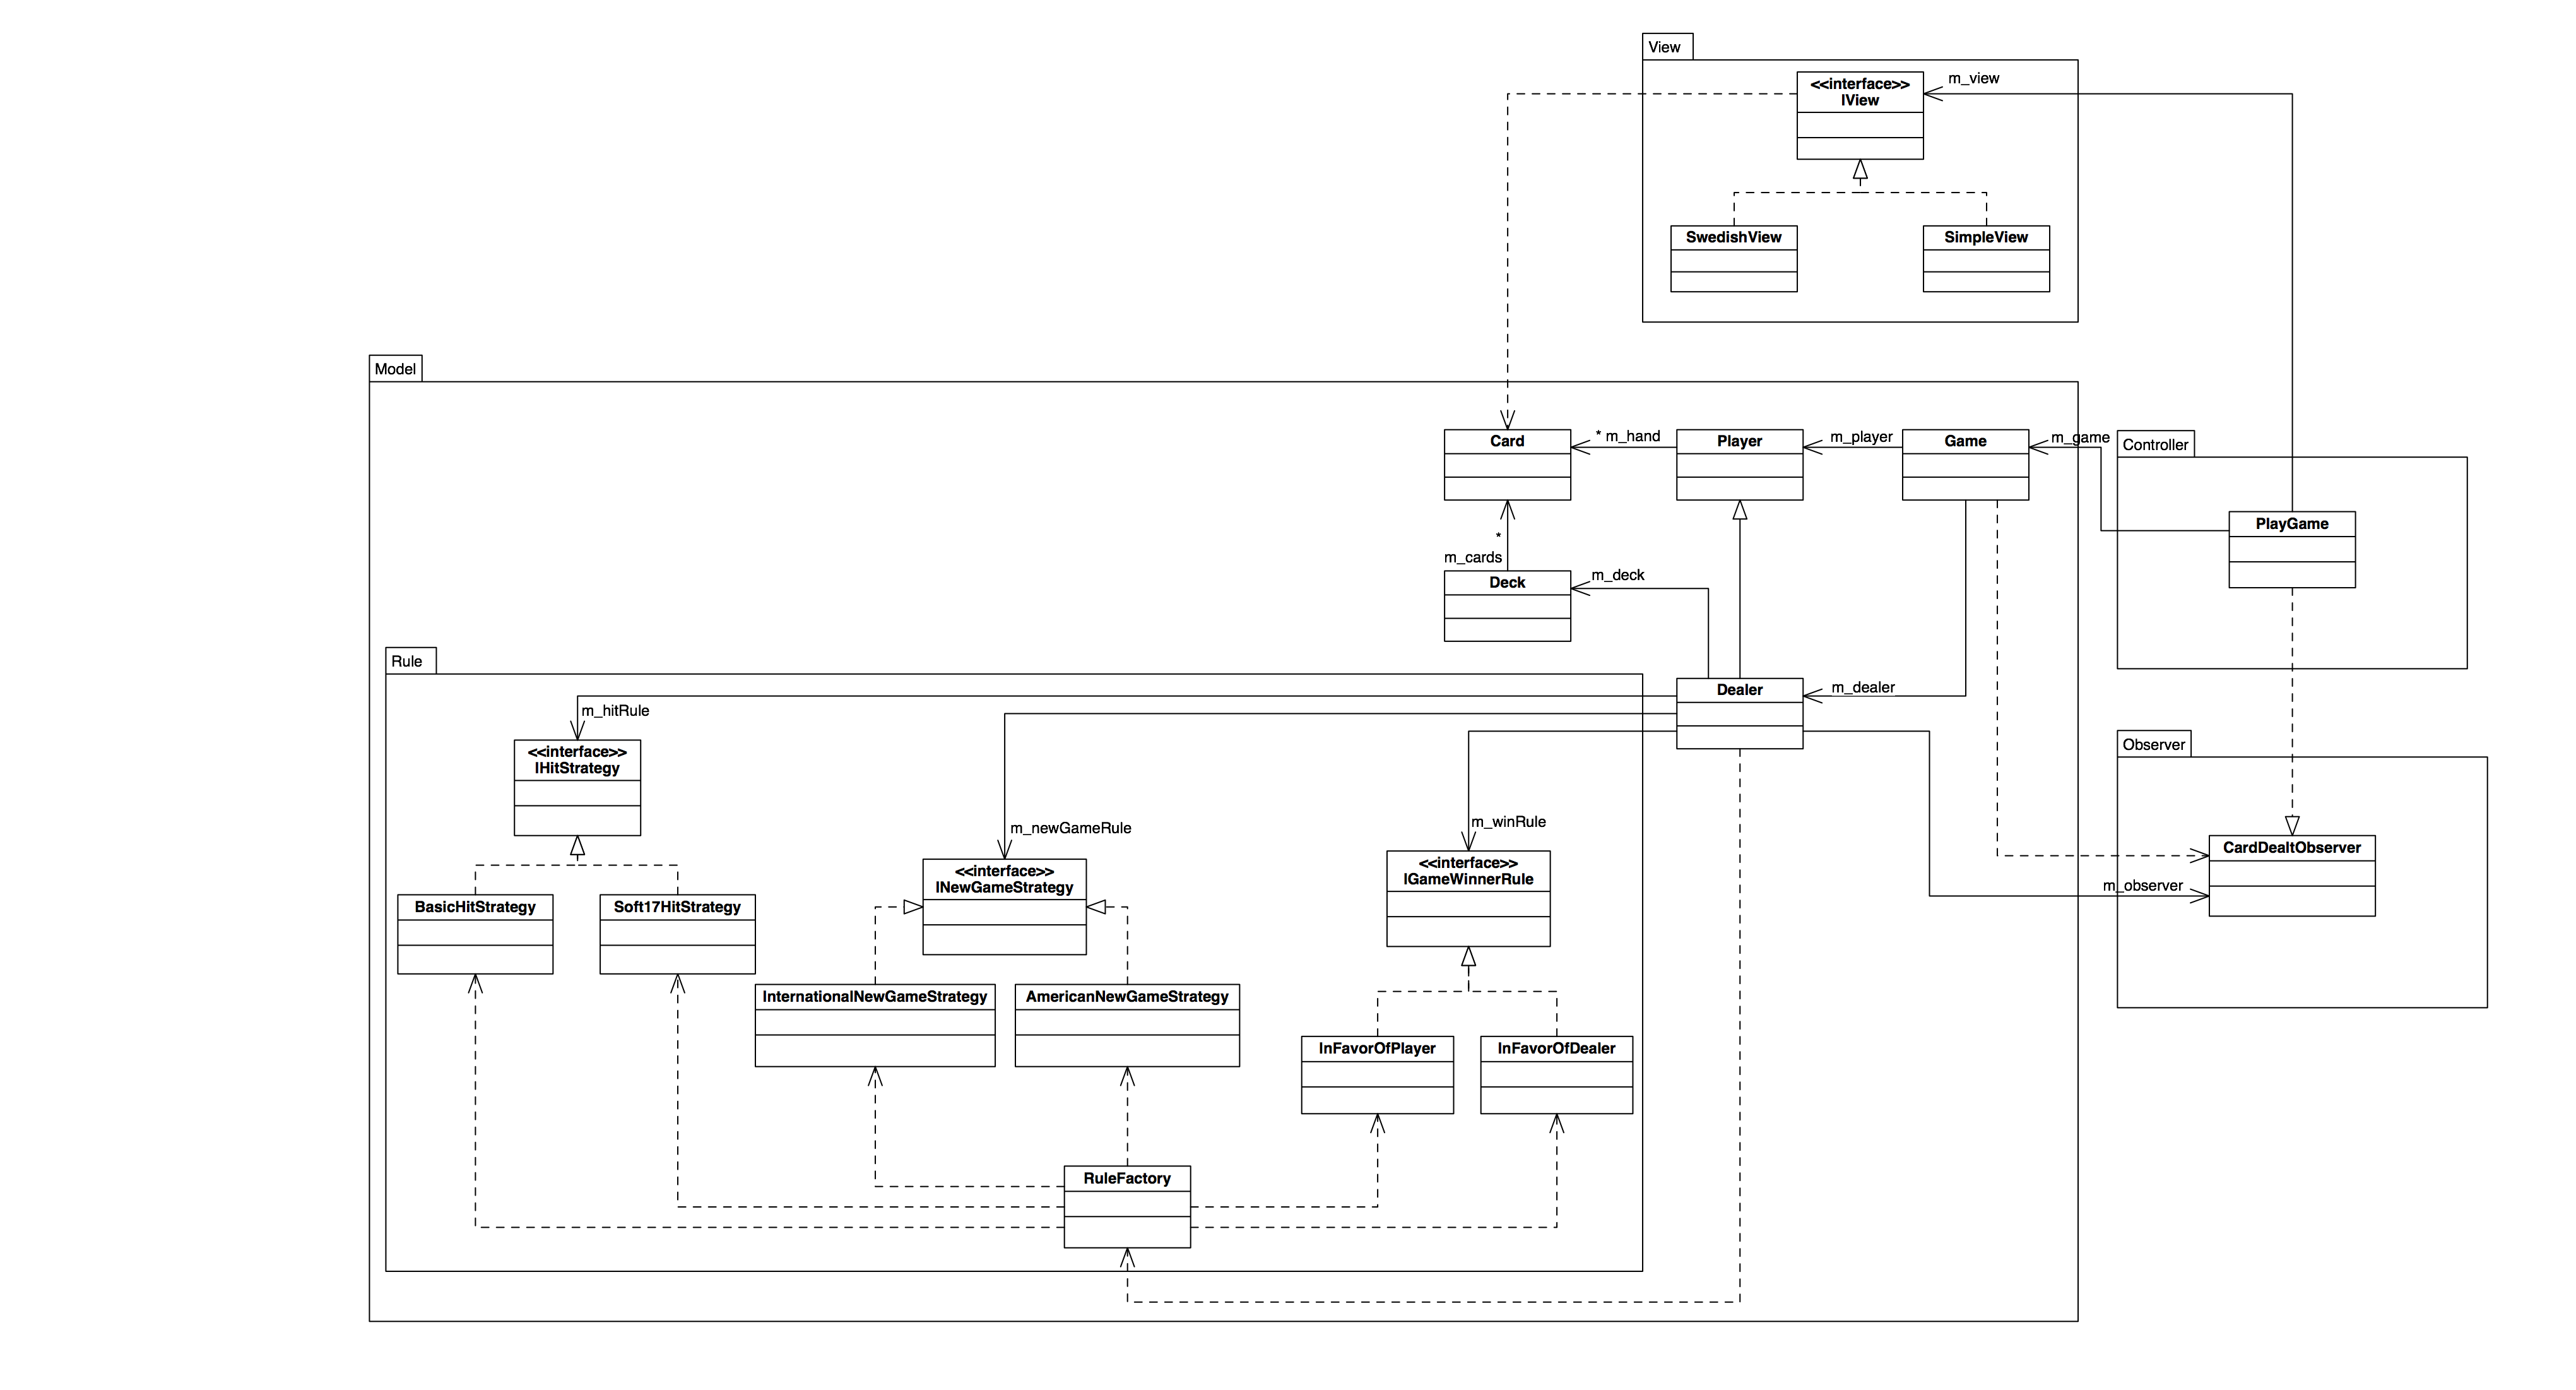 View
<<interface>>
IView
m_view
SwedishView
SimpleView
Model
Card
* m_hand
Player
m_player
Game
m_game
Controller
PlayGame
*
m_cards
Deck
m_deck
Rule
Dealer
m_dealer
m_hitRule
<<interface>>
IHitStrategy
Observer
m_newGameRule
m_winRule
<<interface>>
INewGameStrategy
<<interface>>
IGameWinnerRule
CardDealtObserver
m_observer
BasicHitStrategy
Soft17HitStrategy
InternationalNewGameStrategy
AmericanNewGameStrategy
InFavorOfPlayer
InFavorOfDealer
RuleFactory